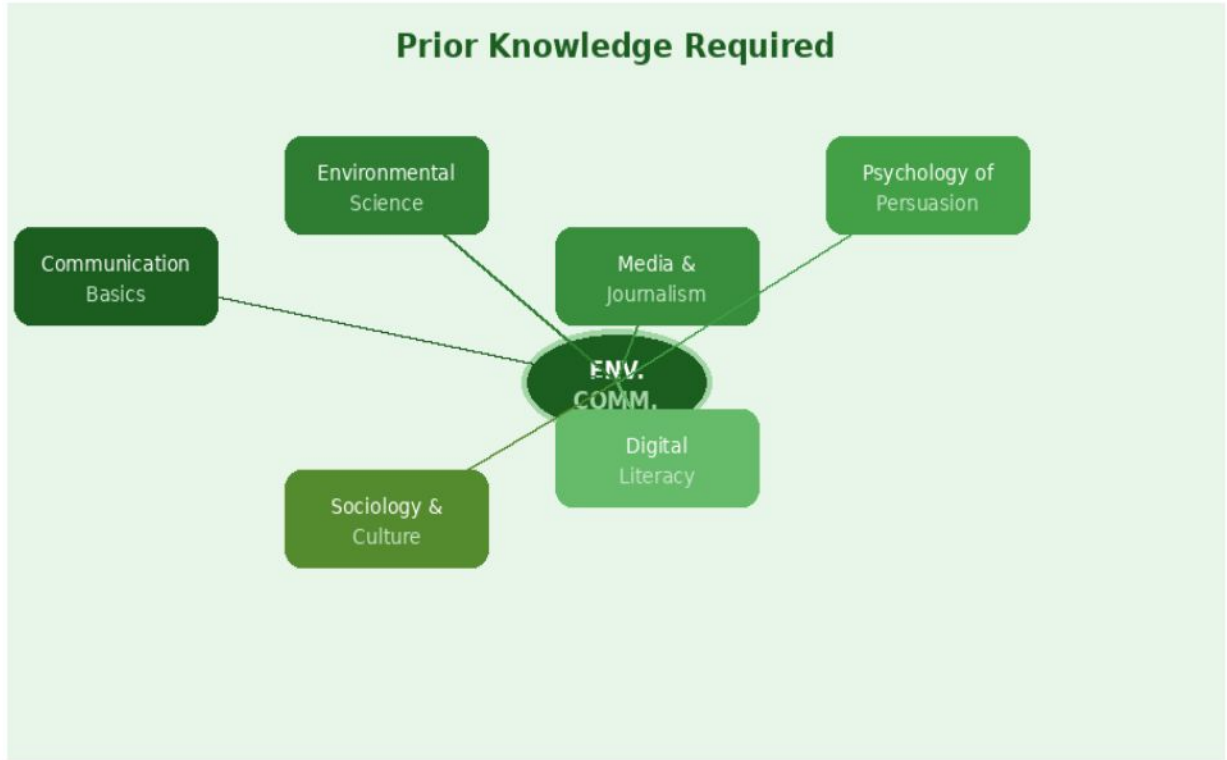 Prior Knowledge Required
Environmental
Science
Psychology of
Persuasion
Communication
Basics
Media &
Journalism
ENV.
COMM.
Digital
Literacy
Sociology &
Culture